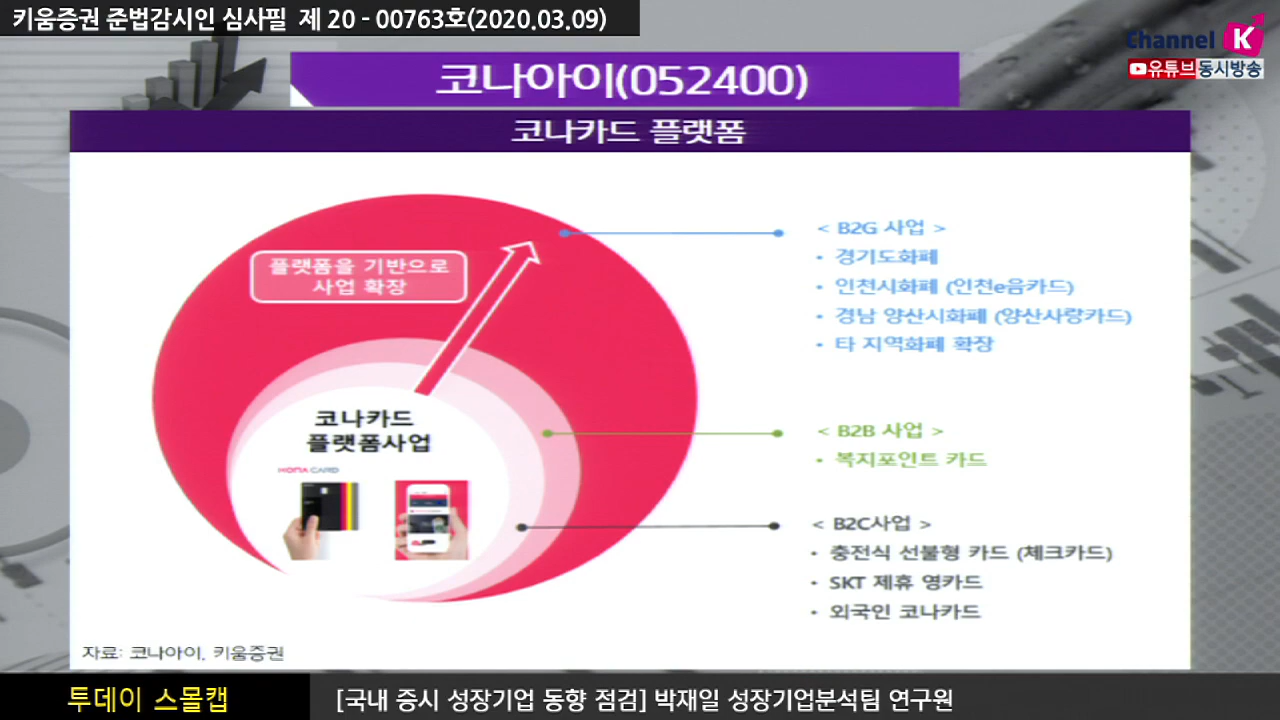 키움증권 준법감시인 심사필 제 20 - 00763호(2020.03.09)
Channel K
유튜브 동시방송
코나아이(052400)
코나카드 플랫폼
플랫폼을 기반으로
사업 확장
코나카드
플랫폼사업
KONA CARD
< B2G 사업 >
• 경기도화폐
• 인천시화폐 (인천e음카드)
• 경남 양산시화폐 (양산사랑카드)
• 타 지역화폐 확장
< B2B 사업 >
• 복지포인트 카드
< B2C사업 >
• 충전식 선불형 카드 (체크카드)
• SKT 제휴 영카드
• 외국인 코나카드
자료: 코나아이, 키움증권
투데이 스몰캡
[국내 증시 성장기업 동향 점검] 박재일 성장기업분석팀 연구원